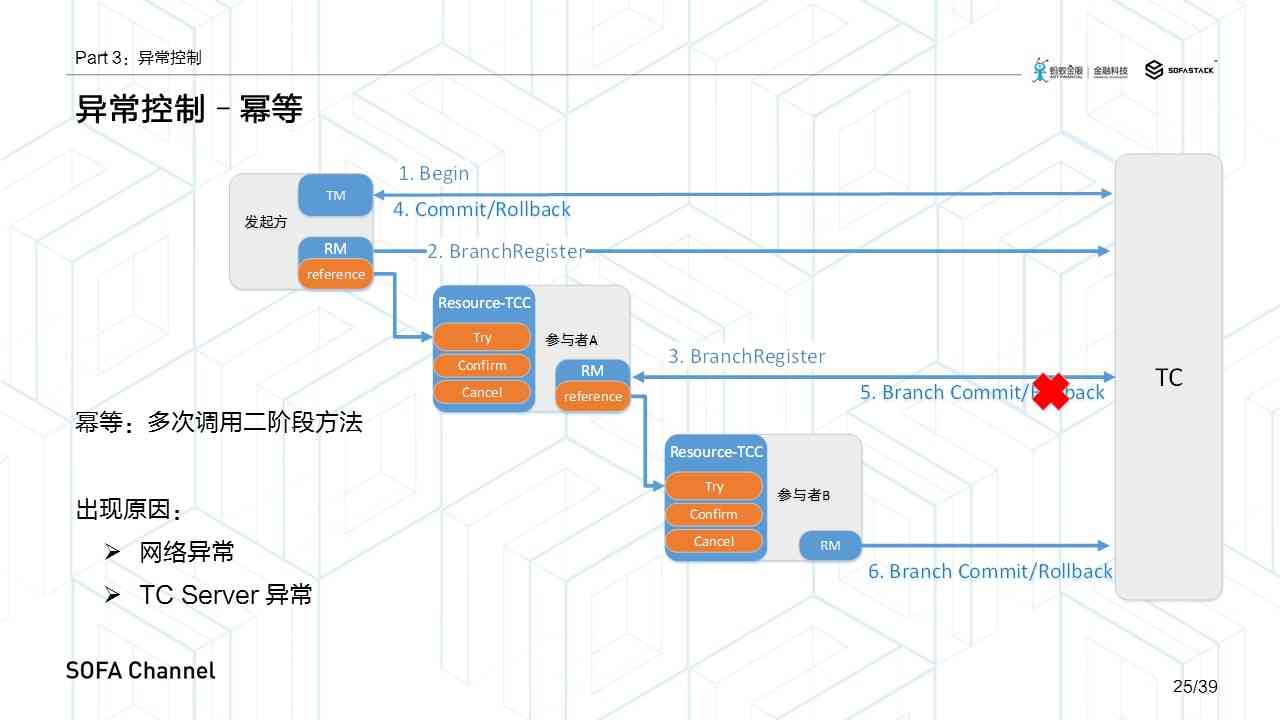 Part 3：异常控制
蚂蚁金服 金融科技 SOFASTACK
ANT FINANCIAL
异常控制 – 幂等
1. Begin
TM
4. Commit/Rollback
发起方
RM
2. BranchRegister
reference
Resource-TCC
Try
参与者A
Confirm
Cancel
RM
reference
3. BranchRegister
TC
5. Branch Commit/
back
幂等：多次调用二阶段方法
Resource-TCC
Try
参与者B
Confirm
Cancel
RM
6. Branch Commit/Rollback
出现原因：
➢ 网络异常
➢ TC Server 异常
SOFA Channel
25/39